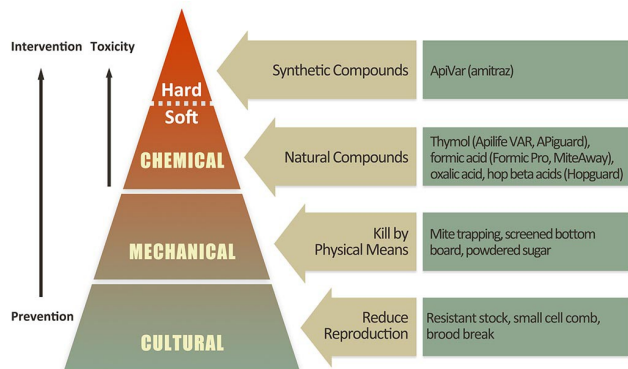 Intervention
Toxicity
Hard
Soft
CHEMICAL
MECHANICAL
Prevention
CULTURAL
Synthetic Compounds
ApiVar (amitraz)
Natural Compounds
Thymol (Apilife VAR, APiguard),
formic acid (Formic Pro, MiteAway),
oxalic acid, hop beta acids (Hopguard)
Kill by
Physical Means
Mite trapping, screened bottom
board, powdered sugar
Reduce
Reproduction
Resistant stock, small cell comb,
brood break